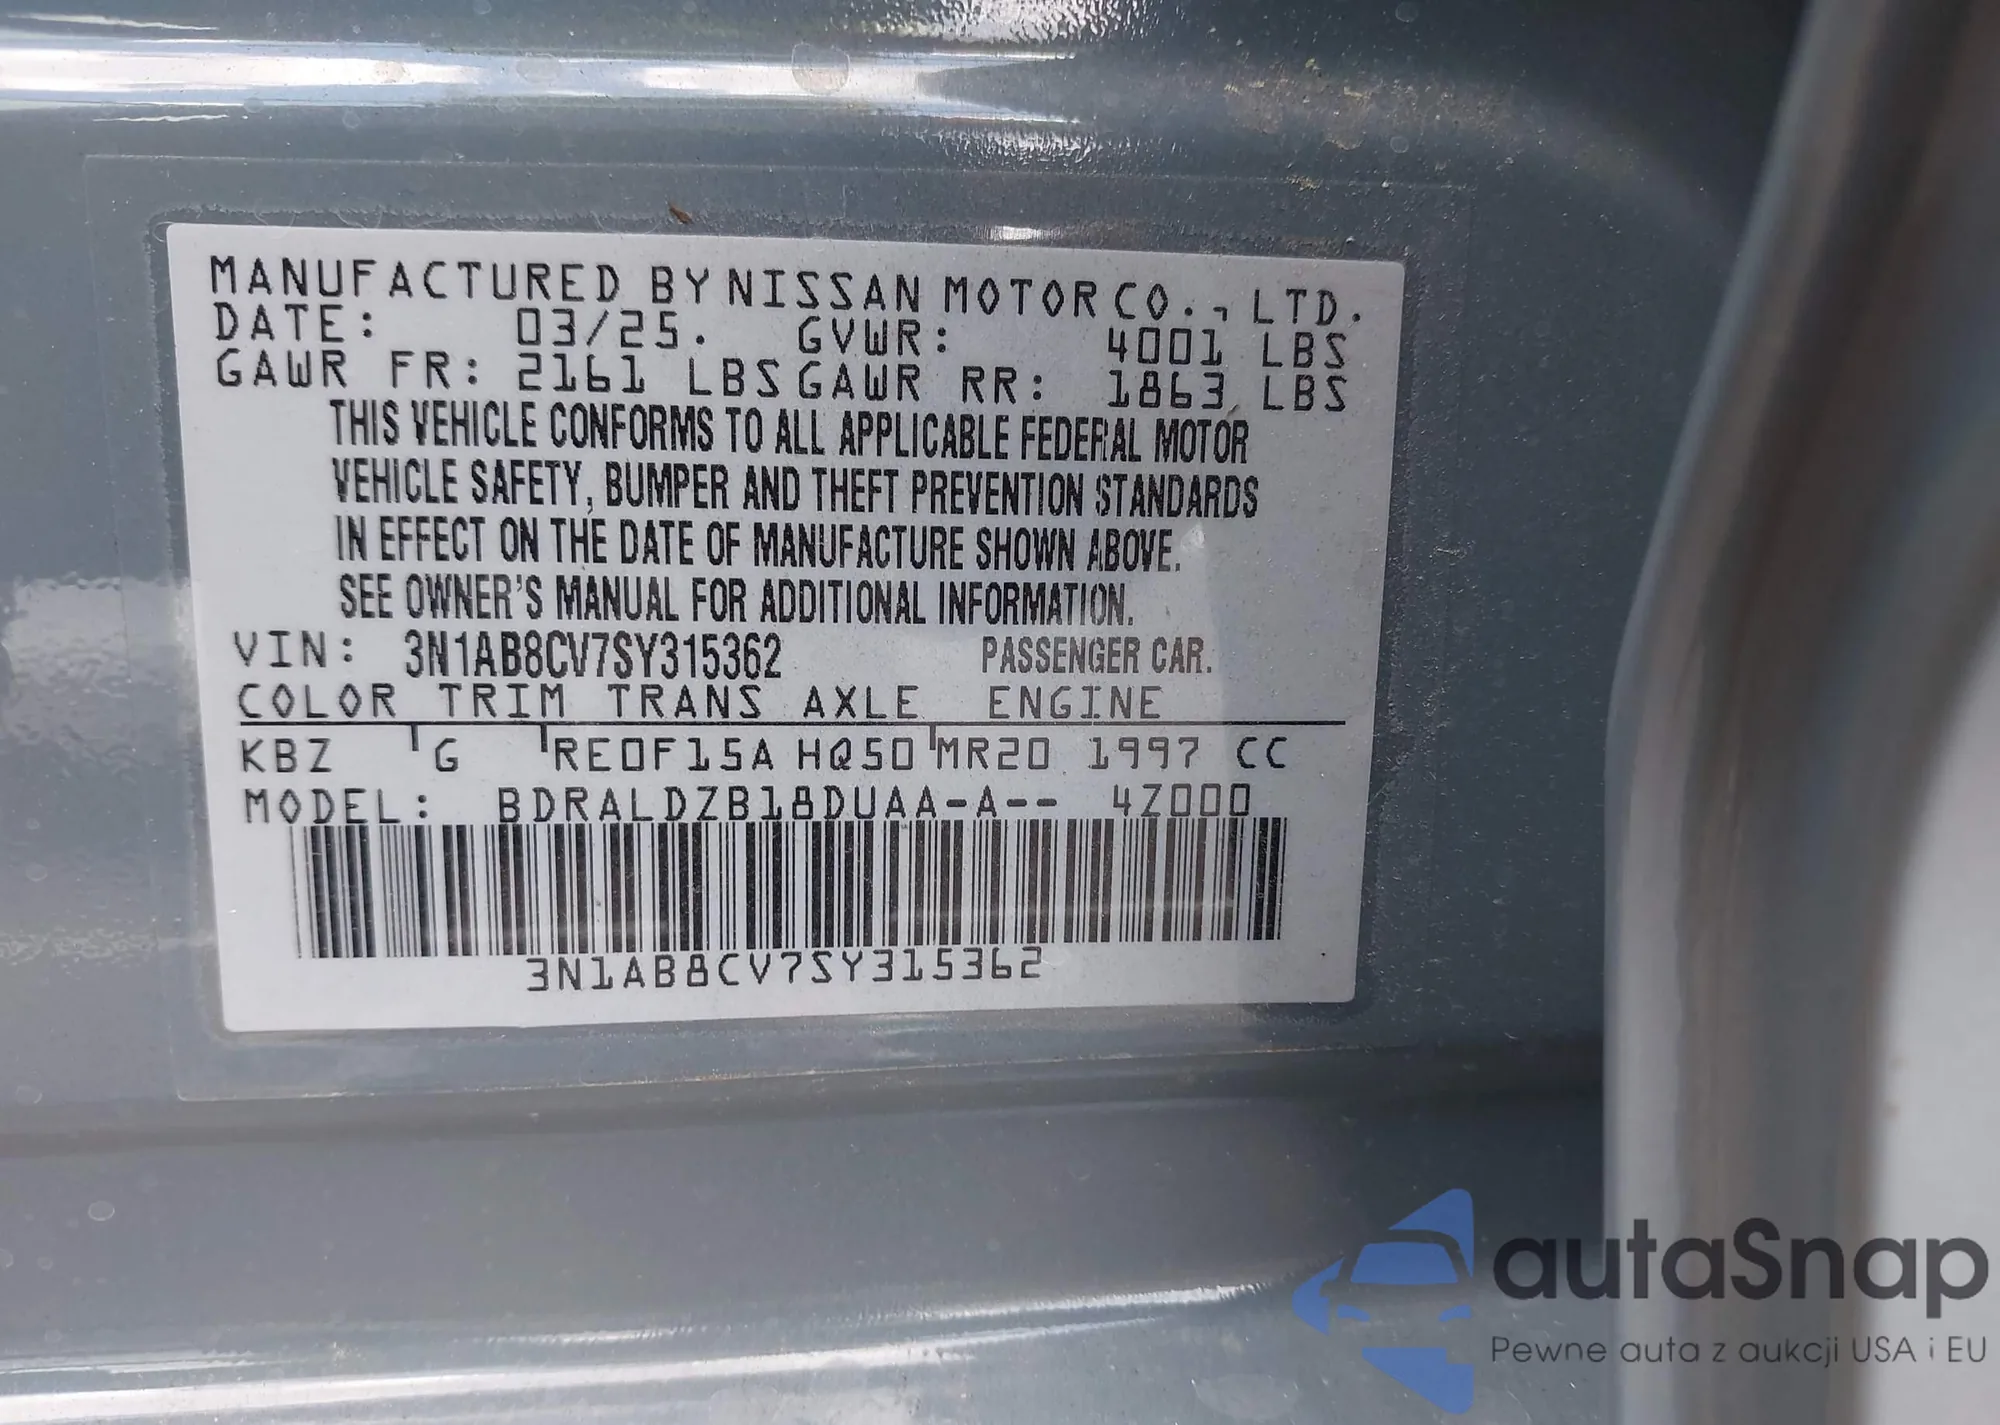 MANUFACTURED BY NISSAN MOTOR CO., LTD.
DATE: 03/25. GVWR: 4001 LBS
GAWR FR: 2161 LBS GAWR RR: 1863 LBS
THIS VEHICLE CONFORMS TO ALL APPLICABLE FEDERAL MOTOR
VEHICLE SAFETY, BUMPER AND THEFT PREVENTION STANDARDS
IN EFFECT ON THE DATE OF MANUFACTURE SHOWN ABOVE.
SEE OWNER'S MANUAL FOR ADDITIONAL INFORMATION.
VIN: 3N1AB8CV7SY315362 PASSENGER CAR.
COLOR TRIM TRANS AXLE ENGINE
KBZ G RE0F15A HQ50 MR20 1997 CC
MODEL: BDRALDZB18DUAA-A-- 4Z000
3N1AB8CV7SY315362
autaSnap
Pewne auta z aukcji USA i EU